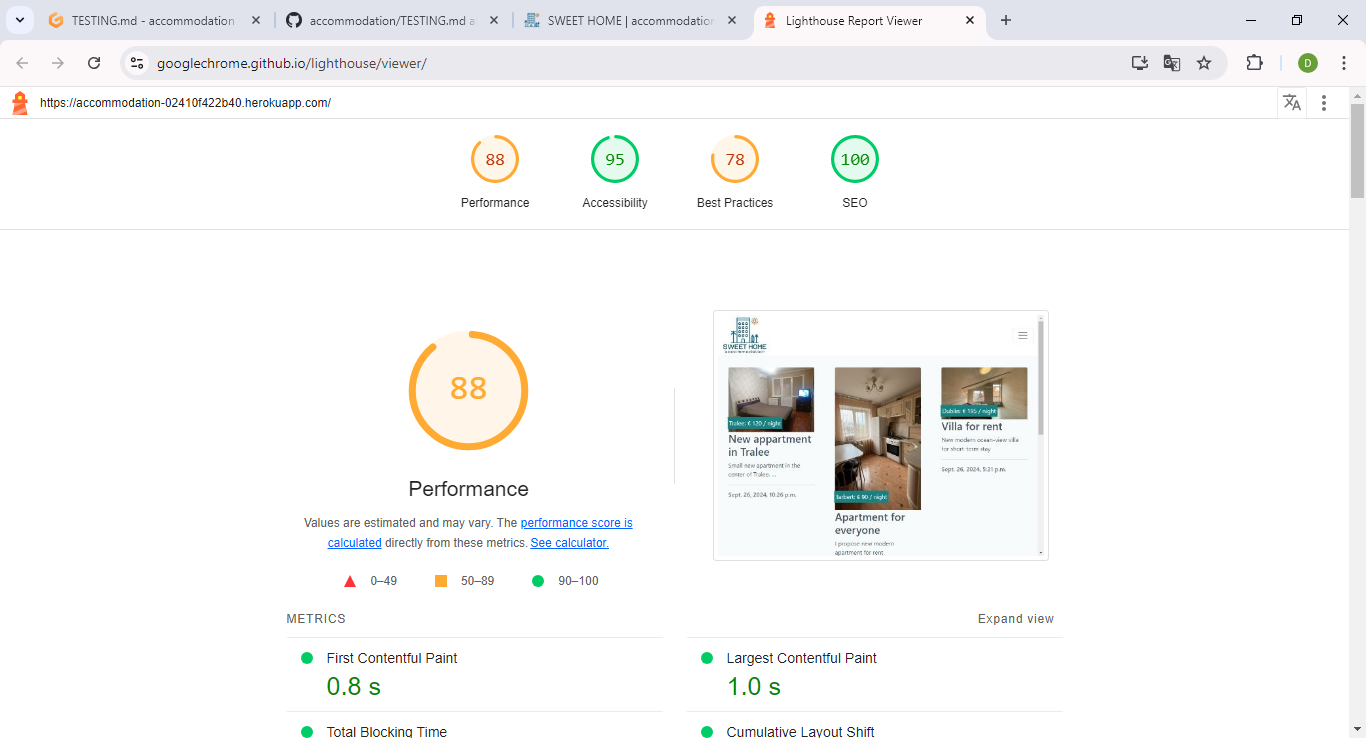 TESTING.md - accommodation
accommodation/TESTING.md a
SWEET HOME | accommodation
Lighthouse Report Viewer
googlechrome.github.io/lighthouse/viewer/
D
https://accommodation-02410f422b40.herokuapp.com/
88
95
78
100
Performance
Accessibility
Best Practices
SEO
88
Performance
Values are estimated and may vary. The performance score is
calculated directly from these metrics. See calculator.
0–49
50–89
90–100
SWEET HOME
Tralee: € 120 / night
New appartment
in Tralee
Small new apartment in the
center of Tralee. ...
Sept. 26, 2024, 10:26 p.m.
€ 90 / night
Apartment for
everyone
I propose new modern
apartment for rent
Dublin: € 195 / night
Villa for rent
New modern ocean-view villa
for short-term stay
Sept. 26, 2024, 5:21 p.m.
METRICS
Expand view
First Contentful Paint
0.8 s
Largest Contentful Paint
1.0 s
Total Blocking Time
Cumulative Layout Shift